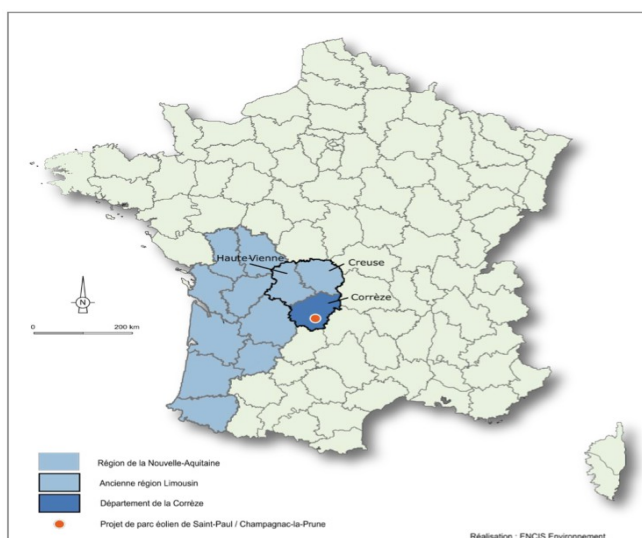 Haute-Vienne
Creuse
Corrèze
N
0
200 km
Région de la Nouvelle-Aquitaine
Ancienne région Limousin
Département de la Corrèze
Projet de parc éolien de Saint-Paul / Champagnac-la-Prune
Réalisation : ENCIS Environnement